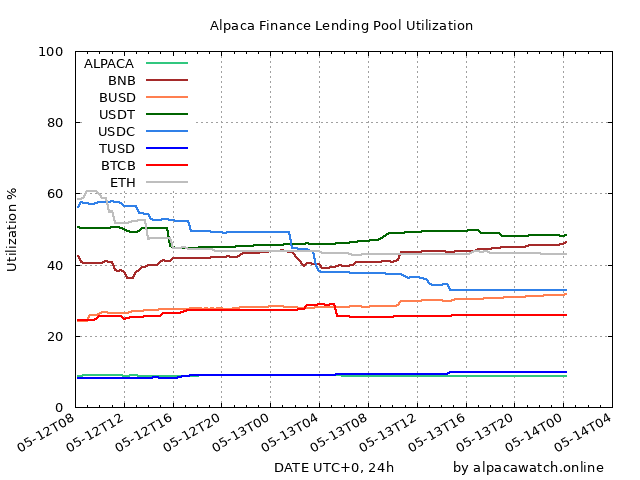 Alpaca Finance Lending Pool Utilization
100
80
60
40
20
0
Utilization %
ALPACA
BNB
BUSD
USDT
USDC
TUSD
BTCB
ETH
05-12T08
05-12T12
05-12T16
05-12T20
05-13T00
05-13T04
05-13T08
05-13T12
05-13T16
05-13T20
05-14T00
05-14T04
DATE UTC+0, 24h
by alpacawatch.online